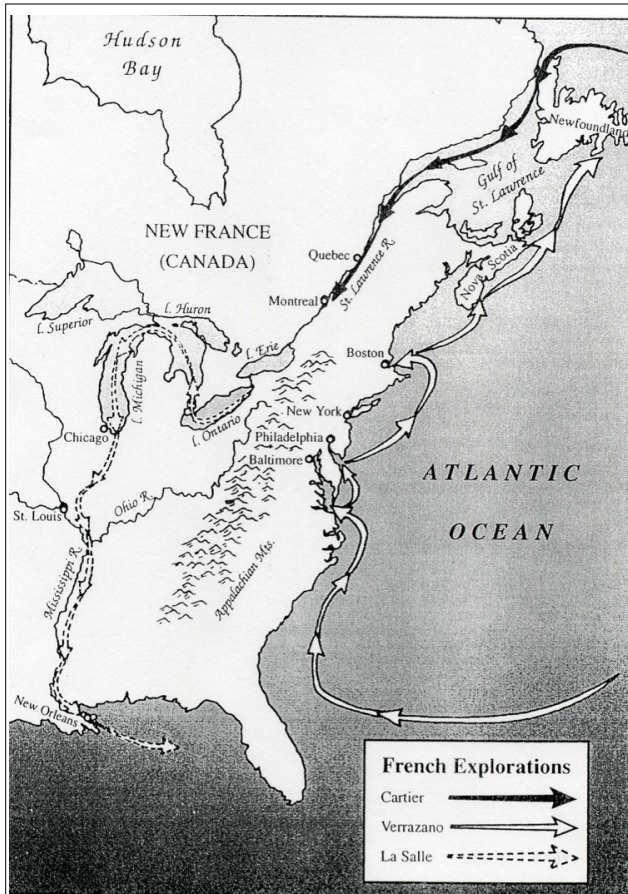 Hudson
Bay
Newfoundland
Gulf of
St. Lawrence
NEW FRANCE
(CANADA)
Quebec
St. Lawrence R.
Nova Scotia
Montreal
l. Huron
l. Superior
l. Erie
Boston
l. Michigan
New York
Chicago
l. Ontario
Philadelphia
Baltimore
ATLANTIC
OCEAN
Ohio R.
St. Louis
Appalachian Mts.
Mississippi R.
New Orleans
French Explorations
Cartier
Verrazano
La Salle